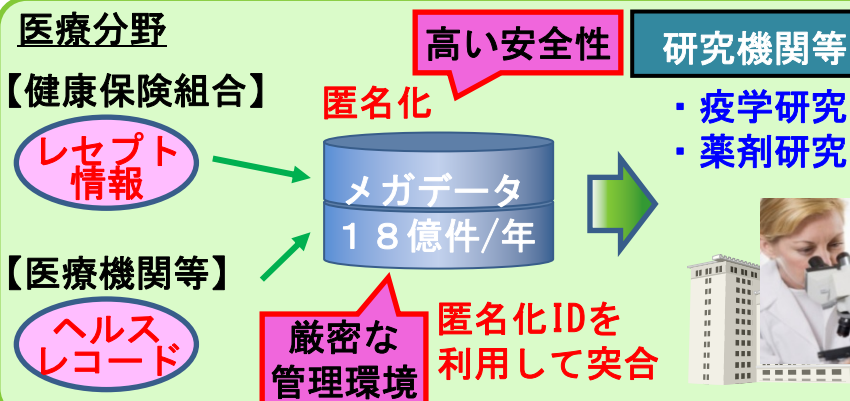 医療分野
高い安全性
研究機関等
【健康保険組合】
匿名化
・疫学研究
・薬剤研究
レセプト
情報
メガデータ
１８億件/年
【医療機関等】
ヘルス
レコード
厳密な
管理環境
匿名化IDを
利用して突合